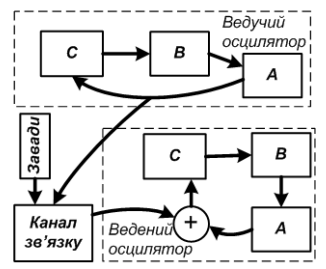 Ведучий
осцилятор
C
B
A
Завади
C
B
Канал
зв’язку
Ведений
осцилятор
+
A